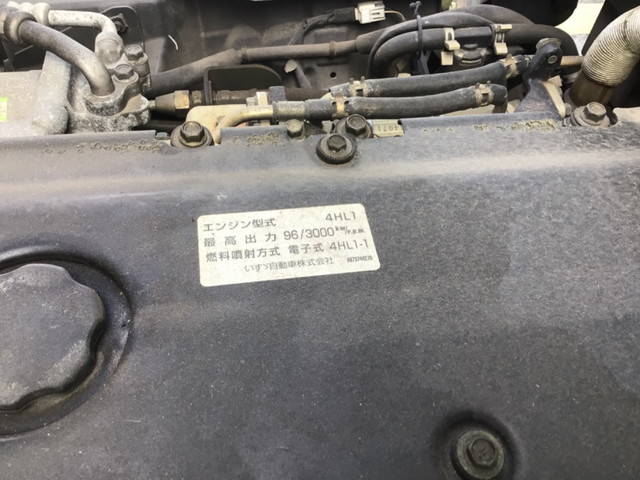 エンジン型式 4HL1
最高出力 96/3000 kW/r.p.m.
燃料噴射方式 電子式 4HL1-1
いすゞ自動車株式会社